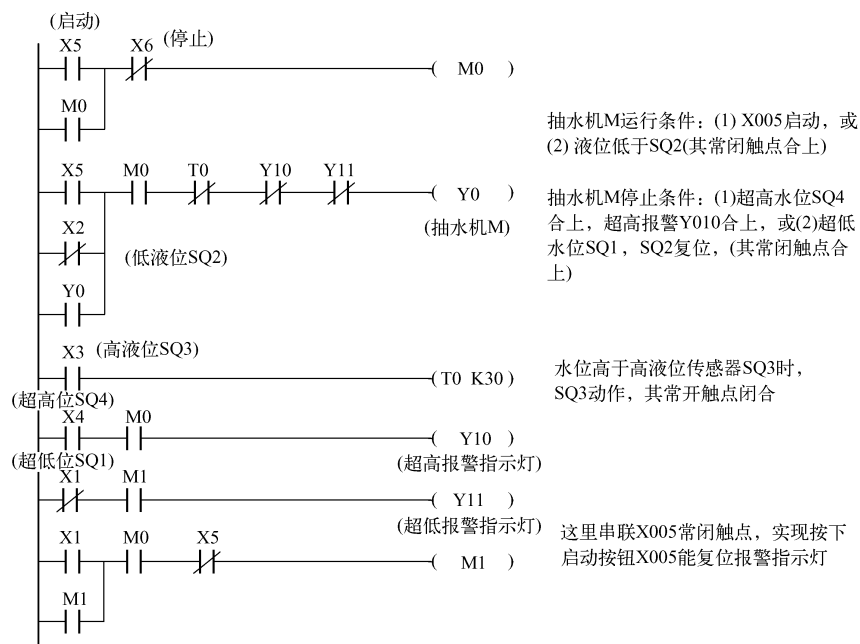 (启动)
X5 X6 (停止)
( M0 )
M0
抽水机M运行条件：(1) X005启动，或
(2) 液位低于SQ2(其常闭触点合上)
X5 M0 T0 Y10 Y11
( Y0 )
(抽水机M)
X2
(低液位SQ2)
Y0
抽水机M停止条件：(1)超高水位SQ4
合上，超高报警Y010合上，或(2)超低
水位SQ1，SQ2复位，(其常闭触点合
上)
X3 (高液位SQ3)
(T0 K30)
水位高于高液位传感器SQ3时，
SQ3动作，其常开触点闭合
(超高位SQ4)
X4 M0
( Y10 )
(超高报警指示灯)
(超低位SQ1)
X1 M1
( Y11 )
(超低报警指示灯)
X1 M0 X5
( M1 )
M1
这里串联X005常闭触点，实现按下
启动按钮X005能复位报警指示灯